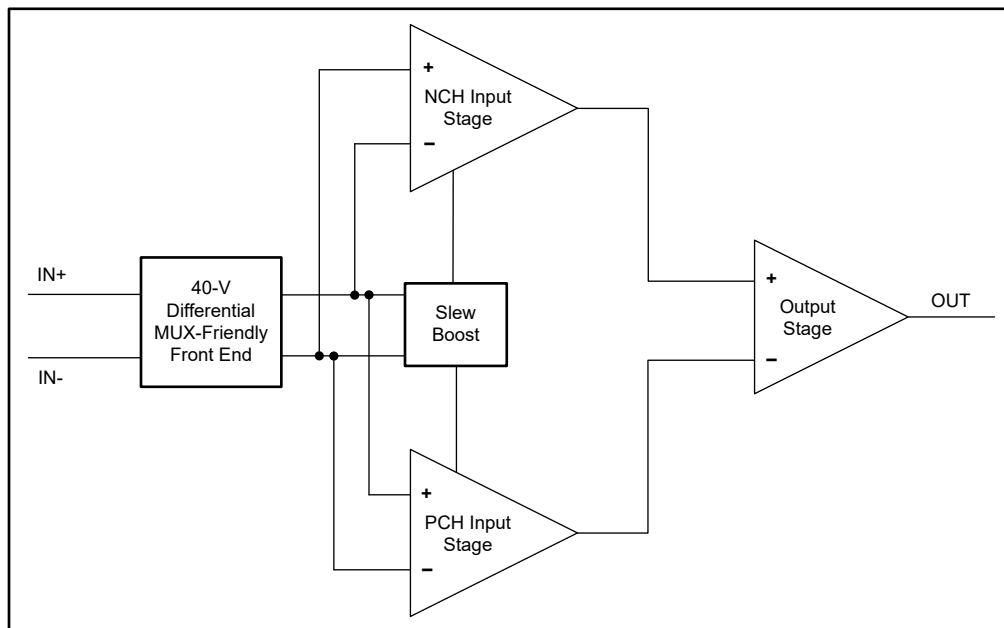 +
NCH Input
Stage
−
IN+
40-V
Differential
MUX-Friendly
Front End
IN-
Slew
Boost
+
Output
Stage
−
OUT
+
PCH Input
Stage
−